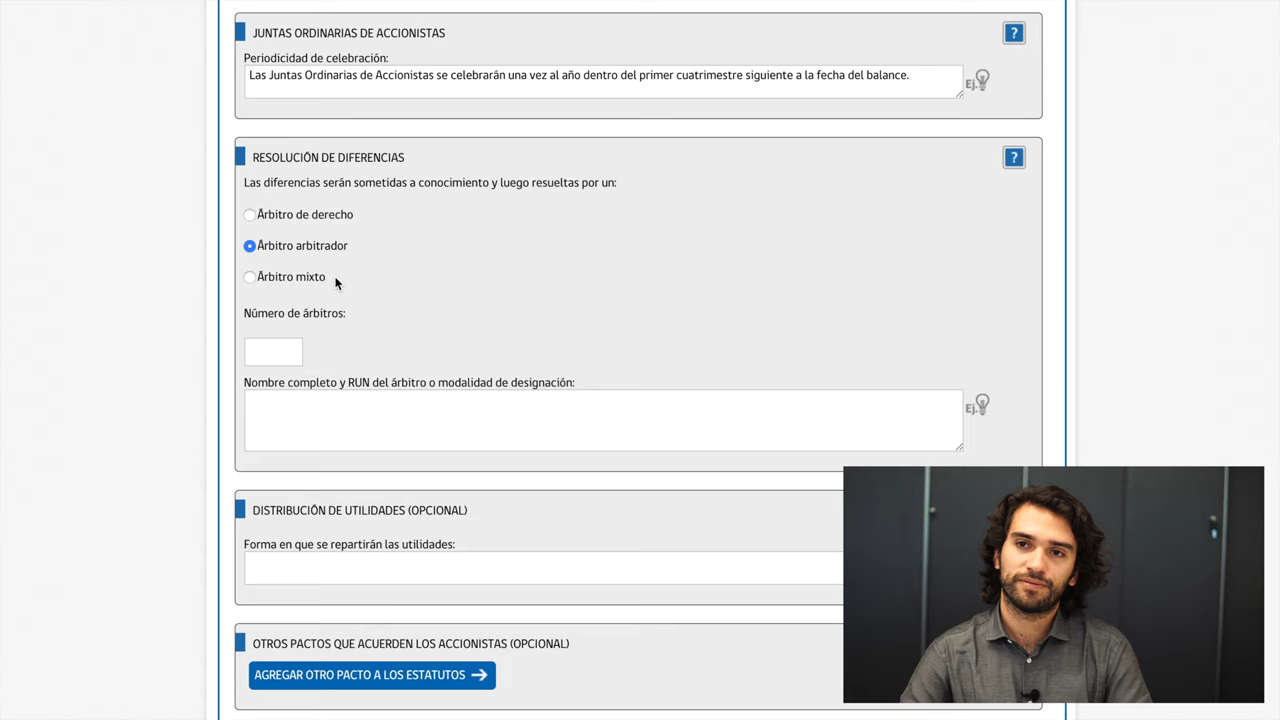 JUNTAS ORDINARIAS DE ACCIONISTAS
?
Periodicidad de celebración:
Las Juntas Ordinarias de Accionistas se celebrarán una vez al año dentro del primer cuatrimestre siguiente a la fecha del balance.
Ej.
RESOLUCIÓN DE DIFERENCIAS
?
Las diferencias serán sometidas a conocimiento y luego resueltas por un:
Árbitro de derecho
Árbitro arbitrador
Árbitro mixto
Número de árbitros:
Nombre completo y RUN del árbitro o modalidad de designación:
Ej.
DISTRIBUCIÓN DE UTILIDADES (OPCIONAL)
Forma en que se repartirán las utilidades:
OTROS PACTOS QUE ACUERDEN LOS ACCIONISTAS (OPCIONAL)
AGREGAR OTRO PACTO A LOS ESTATUTOS